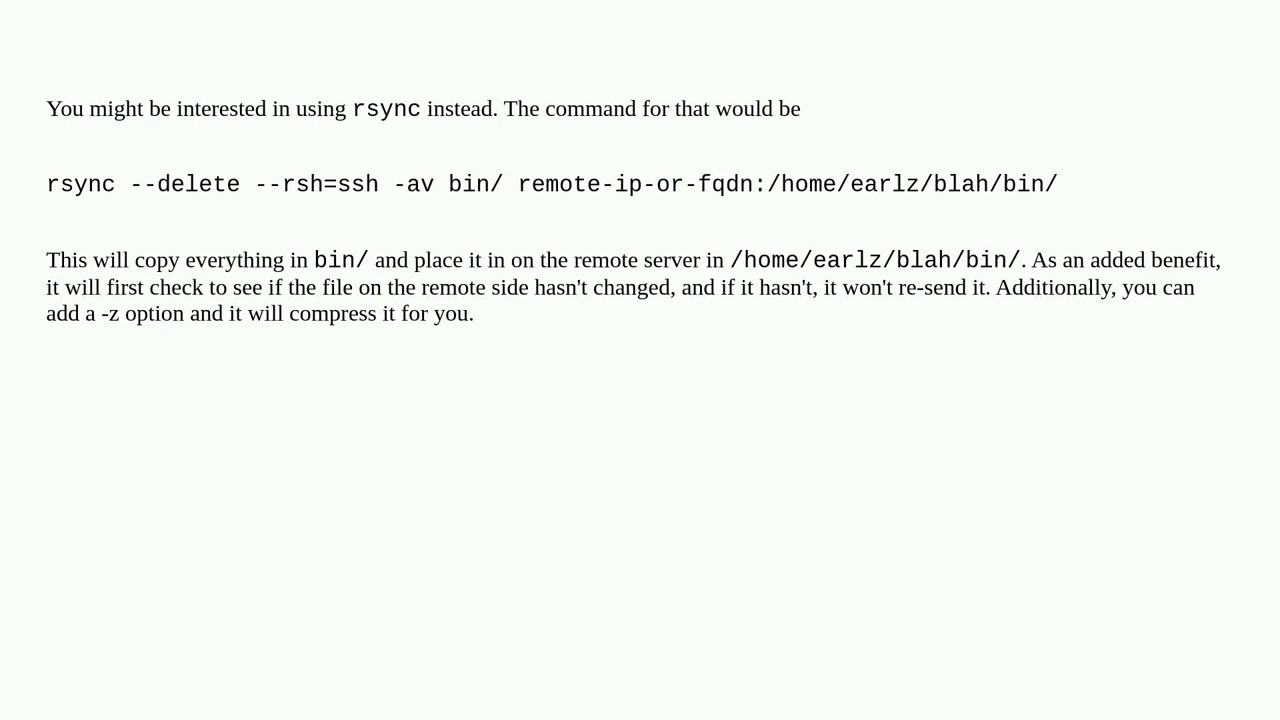 You might be interested in using rsync instead. The command for that would be
rsync --delete --rsh=ssh -av bin/ remote-ip-or-fqdn:/home/earlz/blah/bin/
This will copy everything in bin/ and place it in on the remote server in /home/earlz/blah/bin/. As an added benefit,
it will first check to see if the file on the remote side hasn't changed, and if it hasn't, it won't re-send it. Additionally, you can
add a -z option and it will compress it for you.